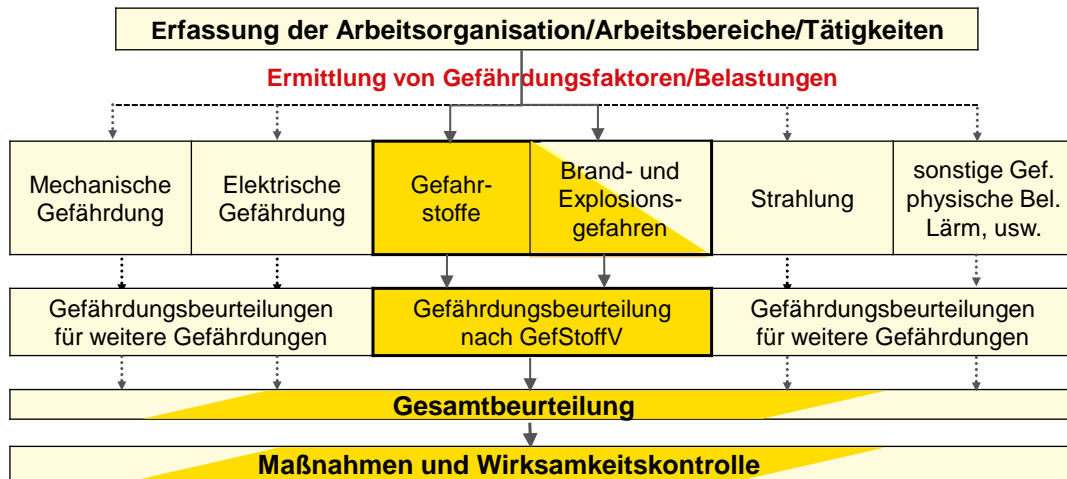 Erfassung der Arbeitsorganisation/Arbeitsbereiche/Tätigkeiten
Ermittlung von Gefährdungsfaktoren/Belastungen
Mechanische
Gefährdung
Elektrische
Gefährdung
Gefahr-
stoffe
Brand- und
Explosions-
gefahren
Strahlung
sonstige Gef.
physische Bel.
Lärm, usw.
Gefährdungsbeurteilungen
für weitere Gefährdungen
Gefährdungsbeurteilung
nach GefStoffV
Gefährdungsbeurteilungen
für weitere Gefährdungen
Gesamtbeurteilung
Maßnahmen und Wirksamkeitskontrolle